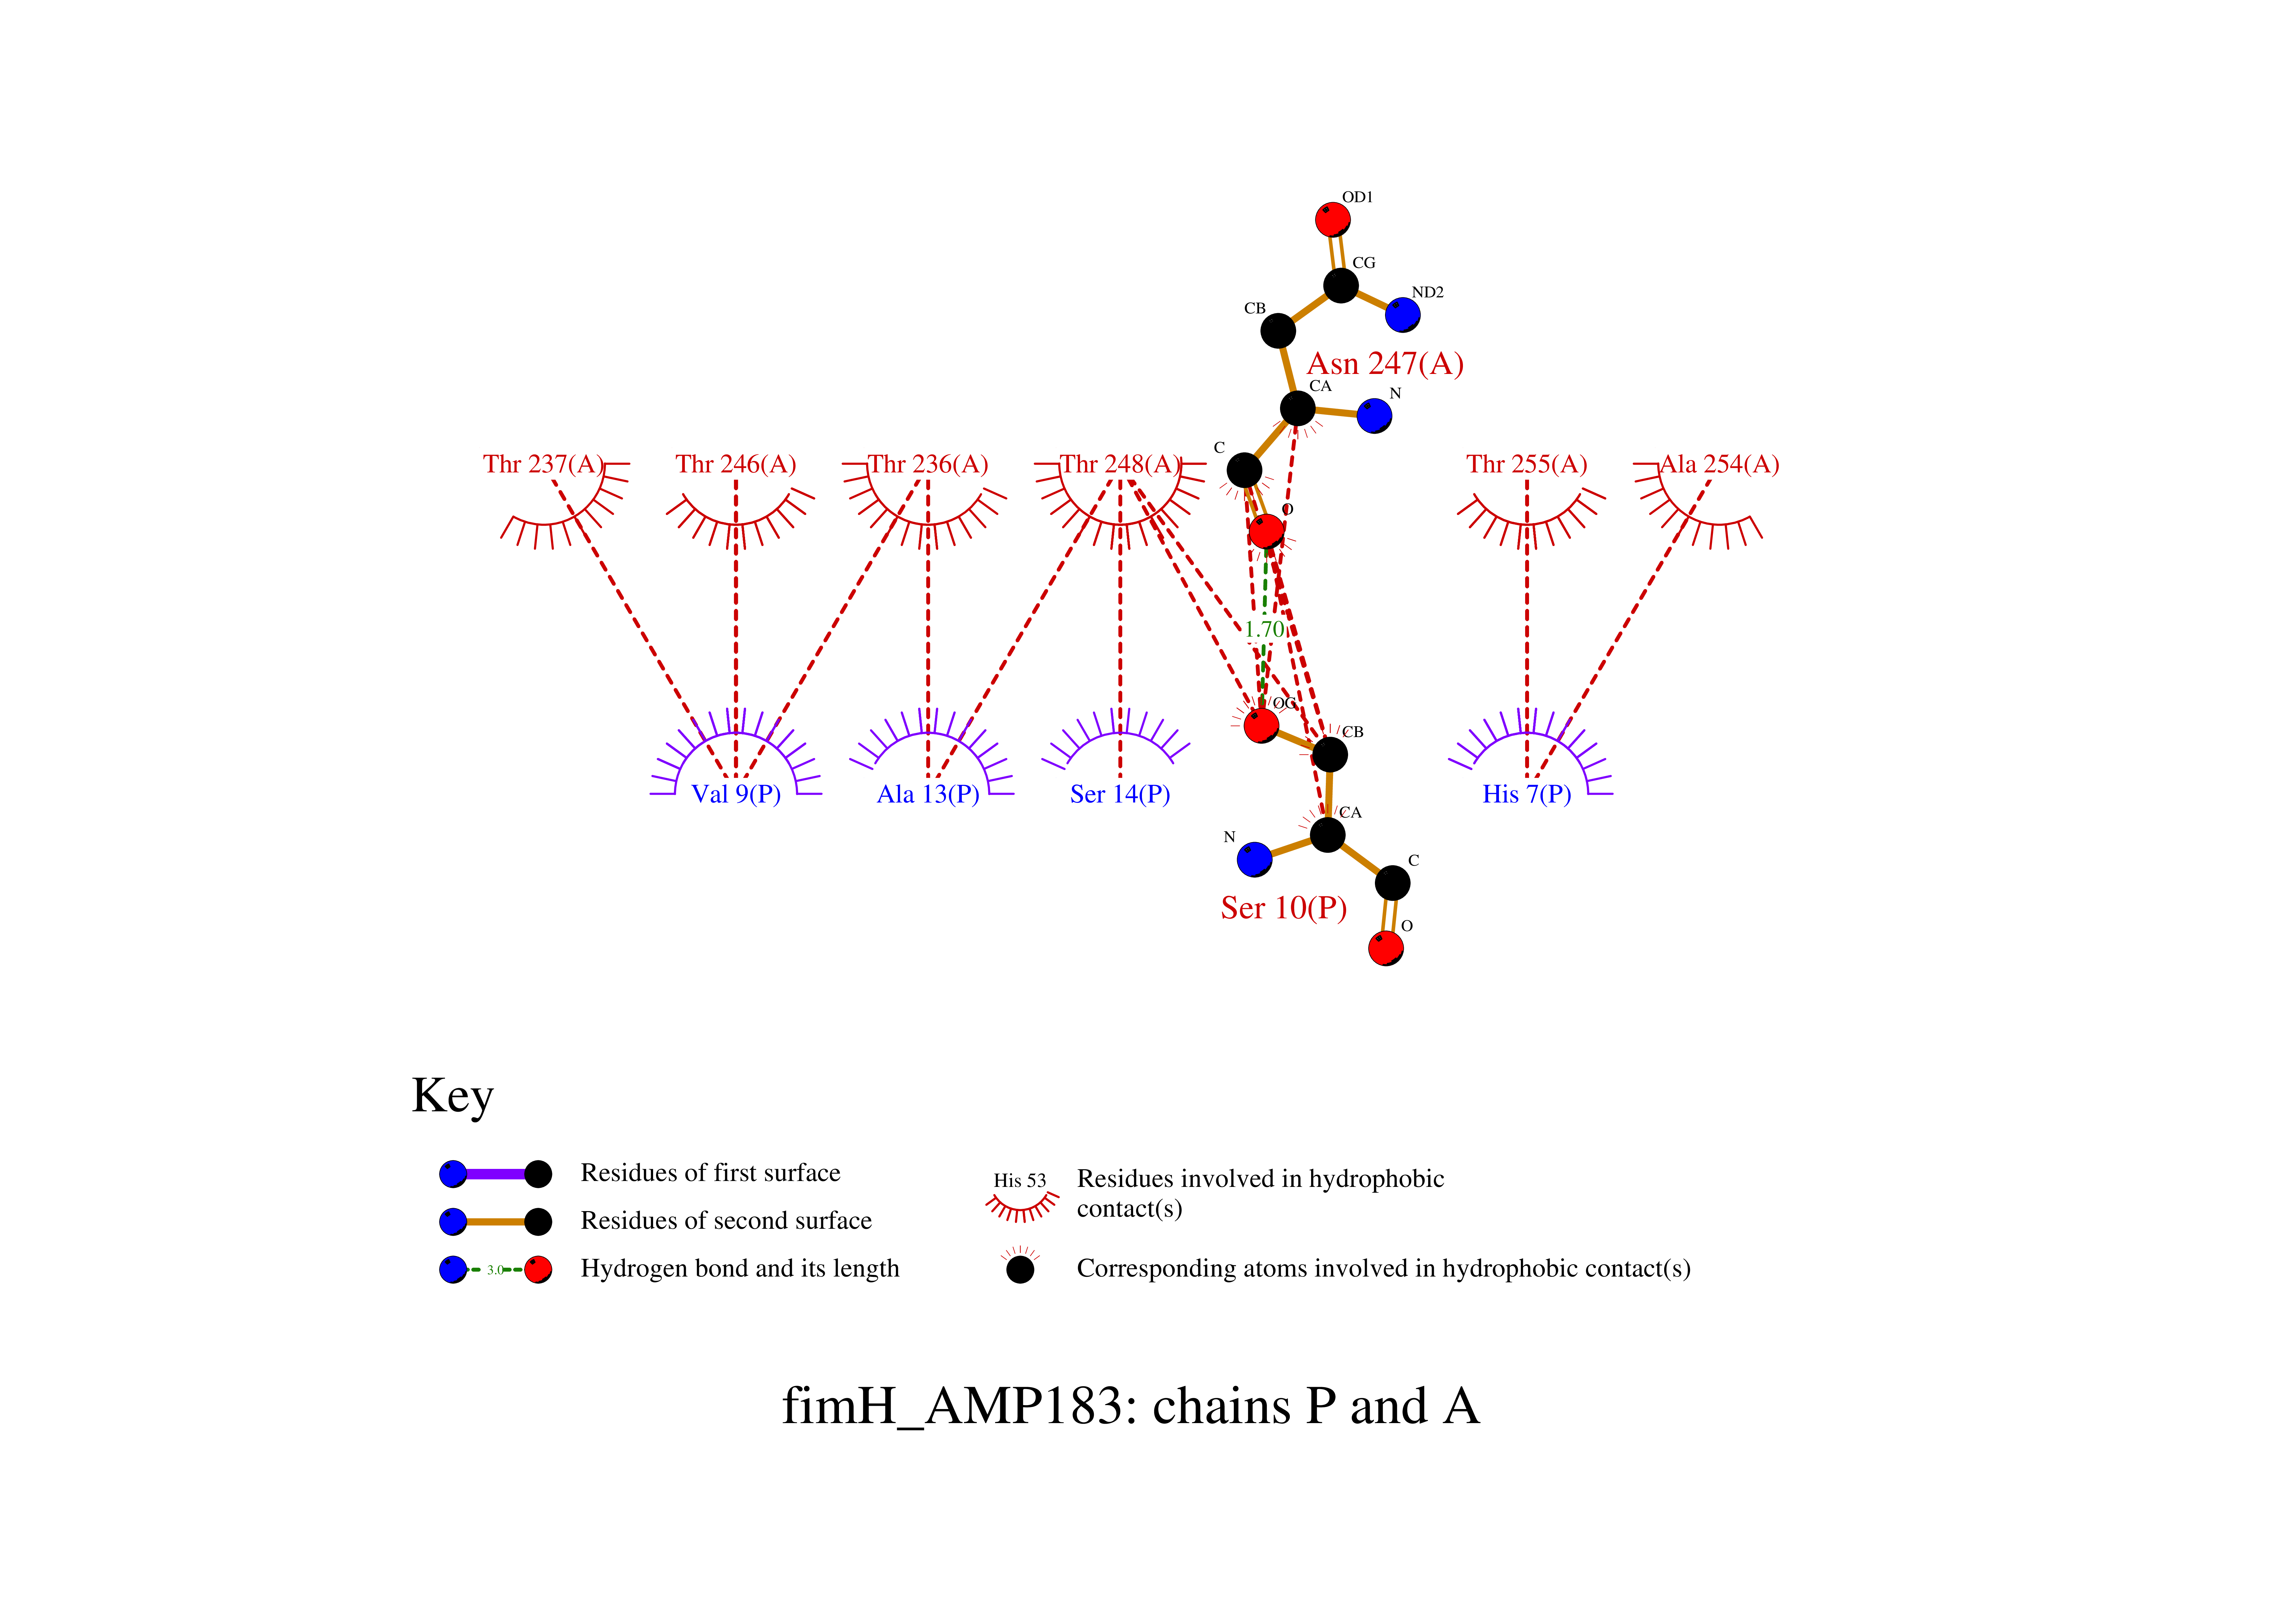 OD1
CG
ND2
CB
Asn 247(A)
CA
N
C
Thr 237(A) Thr 246(A) Thr 236(A) Thr 248(A) Thr 255(A) Ala 254(A)
O
1.70
OG
CB
Val 9(P) Ala 13(P) Ser 14(P) His 7(P)
CA
N
C
Ser 10(P)
O
Key
Residues of first surface
Residues of second surface
3.0 Hydrogen bond and its length
His 53 Residues involved in hydrophobic
contact(s)
Corresponding atoms involved in hydrophobic contact(s)
fimH_AMP183: chains P and A